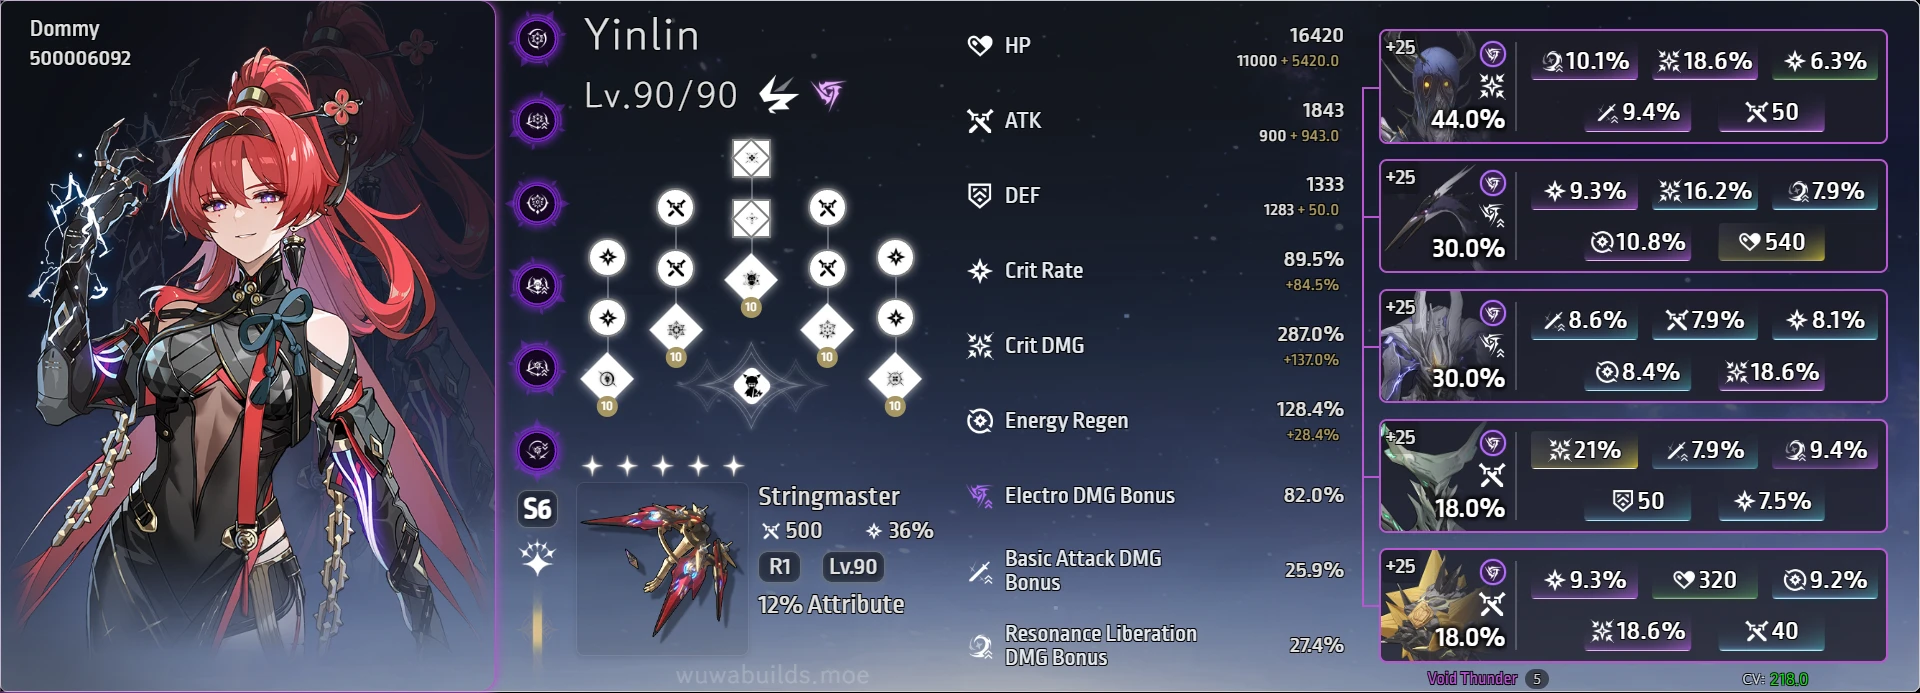 Dommy
500006092
Yinlin
Lv.90/90
10
10
10
10
10
S6
Stringmaster
500 36%
R1 Lv.90
12% Attribute
wuwabuilds.moe
HP 16420
11000 + 5420.0
ATK 1843
900 + 943.0
DEF 1333
1283 + 50.0
Crit Rate 89.5%
+84.5%
Crit DMG 287.0%
+137.0%
Energy Regen 128.4%
+28.4%
Electro DMG Bonus 82.0%
Basic Attack DMG
Bonus 25.9%
Resonance Liberation
DMG Bonus 27.4%
+25
44.0%
10.1% 18.6% 6.3%
9.4% 50
+25
30.0%
9.3% 16.2% 7.9%
10.8% 540
+25
30.0%
8.6% 7.9% 8.1%
8.4% 18.6%
+25
18.0%
21% 7.9% 9.4%
50 7.5%
+25
18.0%
9.3% 320 9.2%
18.6% 40
Void Thunder 5
CV: 218.0